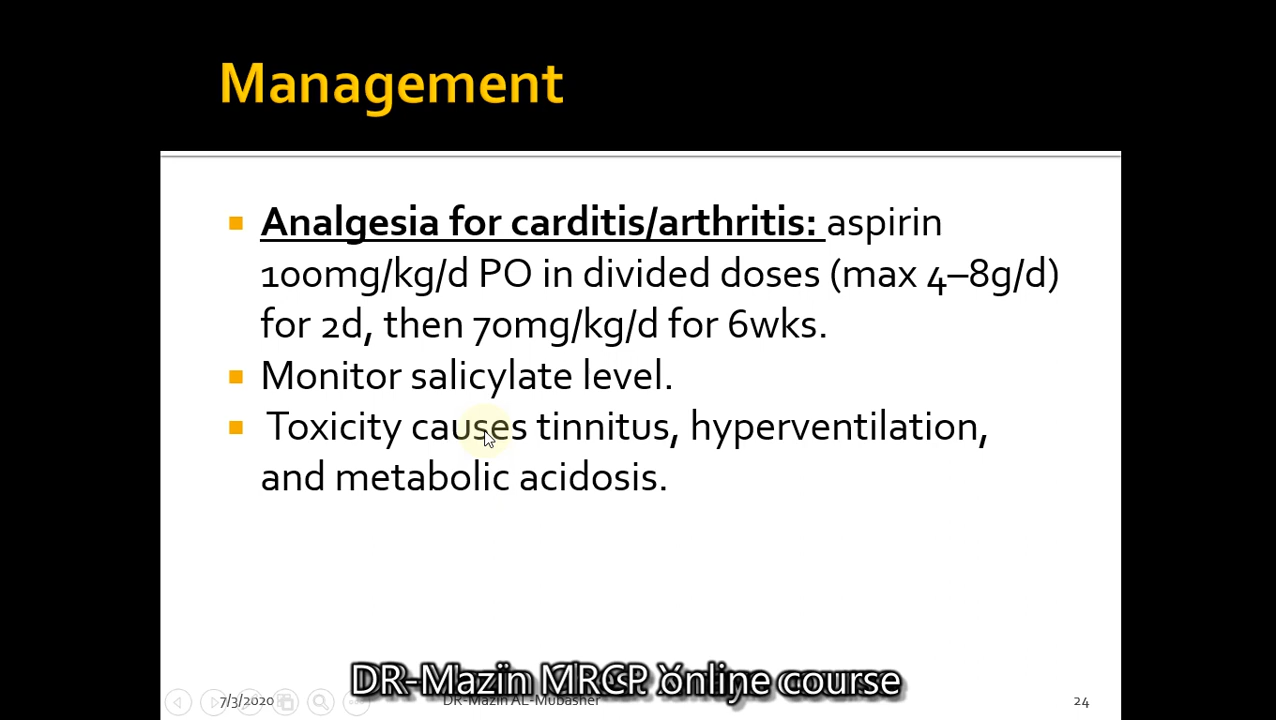 Management
Analgesia for carditis/arthritis: aspirin
100mg/kg/d PO in divided doses (max 4–8g/d)
for 2d, then 70mg/kg/d for 6wks.
Monitor salicylate level.
Toxicity causes tinnitus, hyperventilation,
and metabolic acidosis.
DR-Mazin MRCP online course
7/3/2020 DR-Mazin AL-Mubasher 24